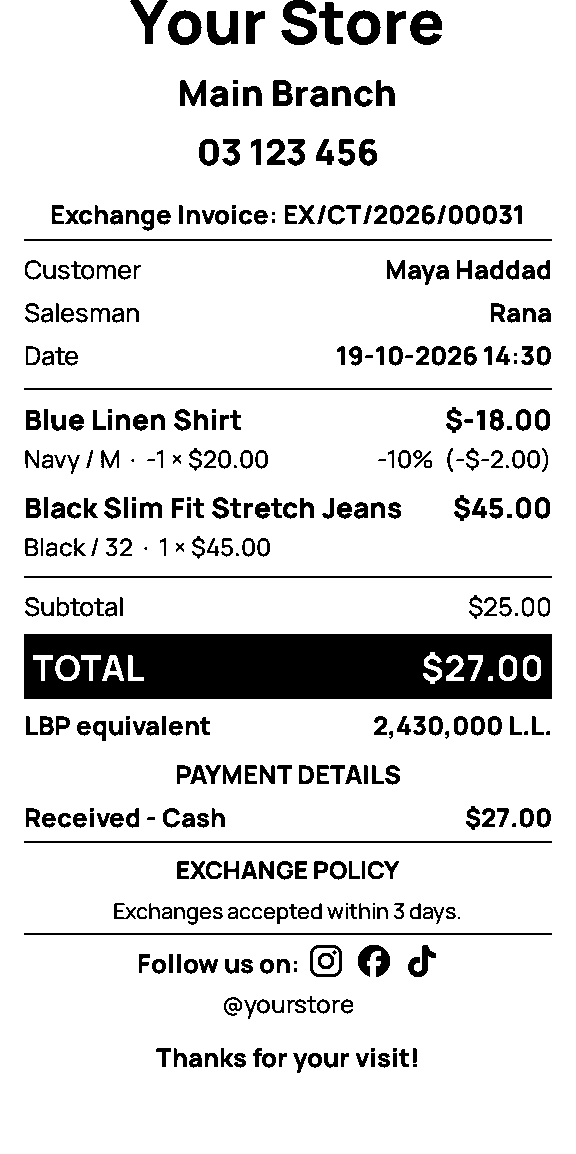 Your Store
Main Branch
03 123 456
Exchange Invoice: EX/CT/2026/00031
Customer Maya Haddad
Salesman Rana
Date 19-10-2026 14:30
Blue Linen Shirt $-18.00
Navy / M · -1 × $20.00 -10% (-$-2.00)
Black Slim Fit Stretch Jeans $45.00
Black / 32 · 1 × $45.00
Subtotal $25.00
TOTAL $27.00
LBP equivalent 2,430,000 L.L.
PAYMENT DETAILS
Received - Cash $27.00
EXCHANGE POLICY
Exchanges accepted within 3 days.
Follow us on:
@yourstore
Thanks for your visit!